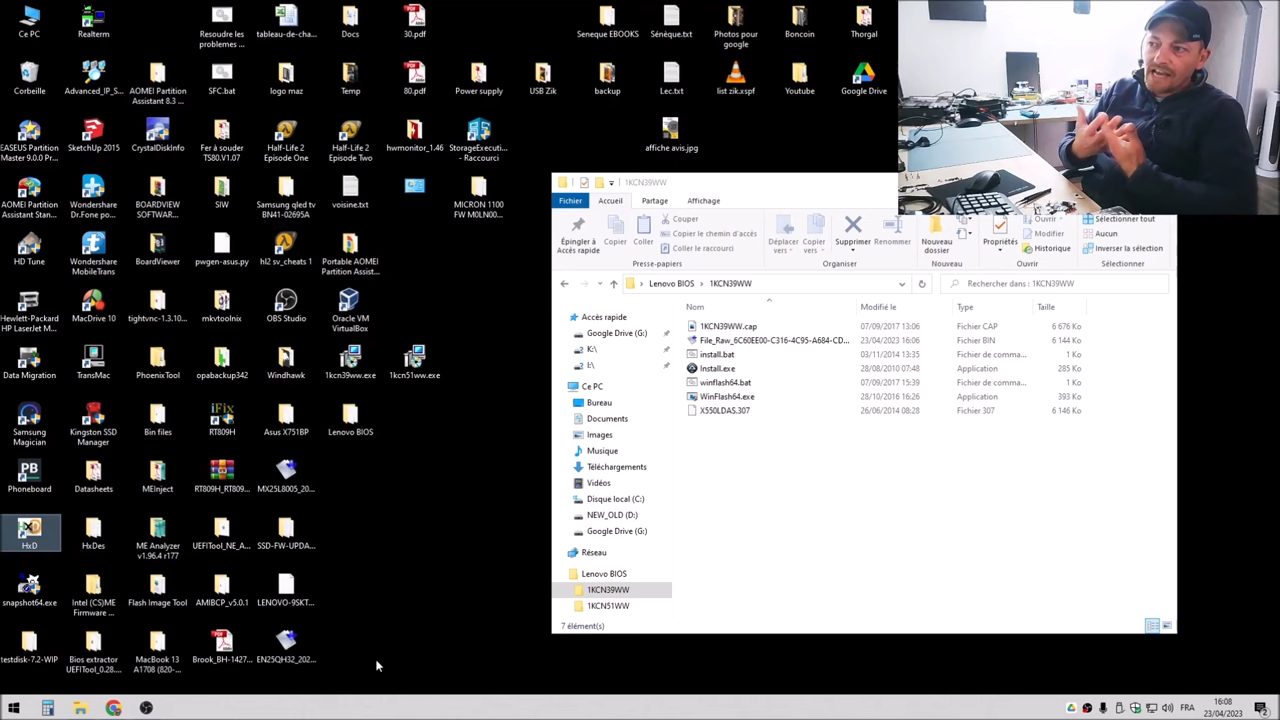 Ce PC
Realterm
Resoudre les
problemes ...
tableau-de-cha...
Docs
30.pdf
Seneque EBOOKS
Sénèque.txt
Photos pour
google
Boncoin
Thorgal
Corbeille
Advanced_IP_S...
AOMEI Partition
Assistant 8.3 ...
SFC.bat
logo maz
Temp
80.pdf
Power supply
USB Zik
backup
Lec.txt
list zik.xspf
Youtube
Google Drive
EASEUS Partition
Master 9.0.0 Pr...
SketchUp 2015
CrystalDiskInfo
Fer à souder
TS80.V1.07
Half-Life 2
Episode One
Half-Life 2
Episode Two
hwmonitor_1.46
StorageExecuti...
- Raccourci
affiche avis.jpg
AOMEI Partition
Assistant Stan...
Wondershare
Dr.Fone po...
BOARDVIEW
SOFTWAR...
SIW
Samsung qled tv
BN41-02695A
voisine.txt
MICRON 1100
FW M0LN00...
HD Tune
Wondershare
MobileTrans
BoardViewer
pwgen-asus.py
hl2 sv_cheats 1
Portable AOMEI
Partition Assist...
Hewlett-Packard
HP LaserJet M...
MacDrive 10
tightvnc-1.3.10...
mkvtoolnix
OBS Studio
Oracle VM
VirtualBox
Data Migration
TransMac
PhoenixTool
opabackup342
Windhawk
1kcn39ww.exe
1kcn51ww.exe
Samsung
Magician
Kingston SSD
Manager
Bin files
iFix
RT809H
Asus X751BP
Lenovo BIOS
PB
Phoneboard
Datasheets
MEInject
RT809H_RT809...
MX25L8005_20...
HxD
HxDes
ME Analyzer
v1.96.4 r177
UEFITool_NE_A...
SSD-FW-UPDA...
snapshot64.exe
Intel (CS)ME
Firmware ...
Flash Image Tool
AMIBCP_v5.0.1
LENOVO-9SKT...
testdisk-7.2-WIP
Bios extractor
UEFITool_0.28....
MacBook 13
A1708 (820-...
Brook_BH-1427...
EN25QH32_202...
1KCN39WW
Fichier
Accueil
Partage
Affichage
Épingler à
Accès rapide
Copier
Coller
Couper
Copier le chemin d'accès
Coller le raccourci
Presse-papiers
Déplacer
vers
Copier
vers
Supprimer
Renommer
Organiser
Nouveau
dossier
Nouveau
Propriétés
Ouvrir
Modifier
Historique
Ouvrir
Sélectionner tout
Aucun
Inverser la sélection
Sélectionner
Lenovo BIOS
1KCN39WW
Rechercher dans : 1KCN39WW
Nom
Modifié le
Type
Taille
1KCN39WW.cap
07/09/2017 13:06
Fichier CAP
6 676 Ko
File_Raw_6C60EE00-C316-4C95-A684-CD...
23/04/2023 16:06
Fichier BIN
6 144 Ko
install.bat
03/11/2014 13:35
Fichier de comma...
1 Ko
Install.exe
28/08/2010 07:48
Application
285 Ko
winflash64.bat
07/09/2017 15:39
Fichier de comma...
1 Ko
WinFlash64.exe
28/10/2016 16:26
Application
393 Ko
X550LDAS.307
26/06/2014 08:28
Fichier 307
6 146 Ko
Accès rapide
Google Drive (G:)
K:\
I:\
Ce PC
Bureau
Documents
Images
Musique
Téléchargements
Vidéos
Disque local (C:)
NEW_OLD (D:)
Google Drive (G:)
Réseau
Lenovo BIOS
1KCN39WW
1KCN51WW
7 élément(s)
FRA
16:08
23/04/2023
2